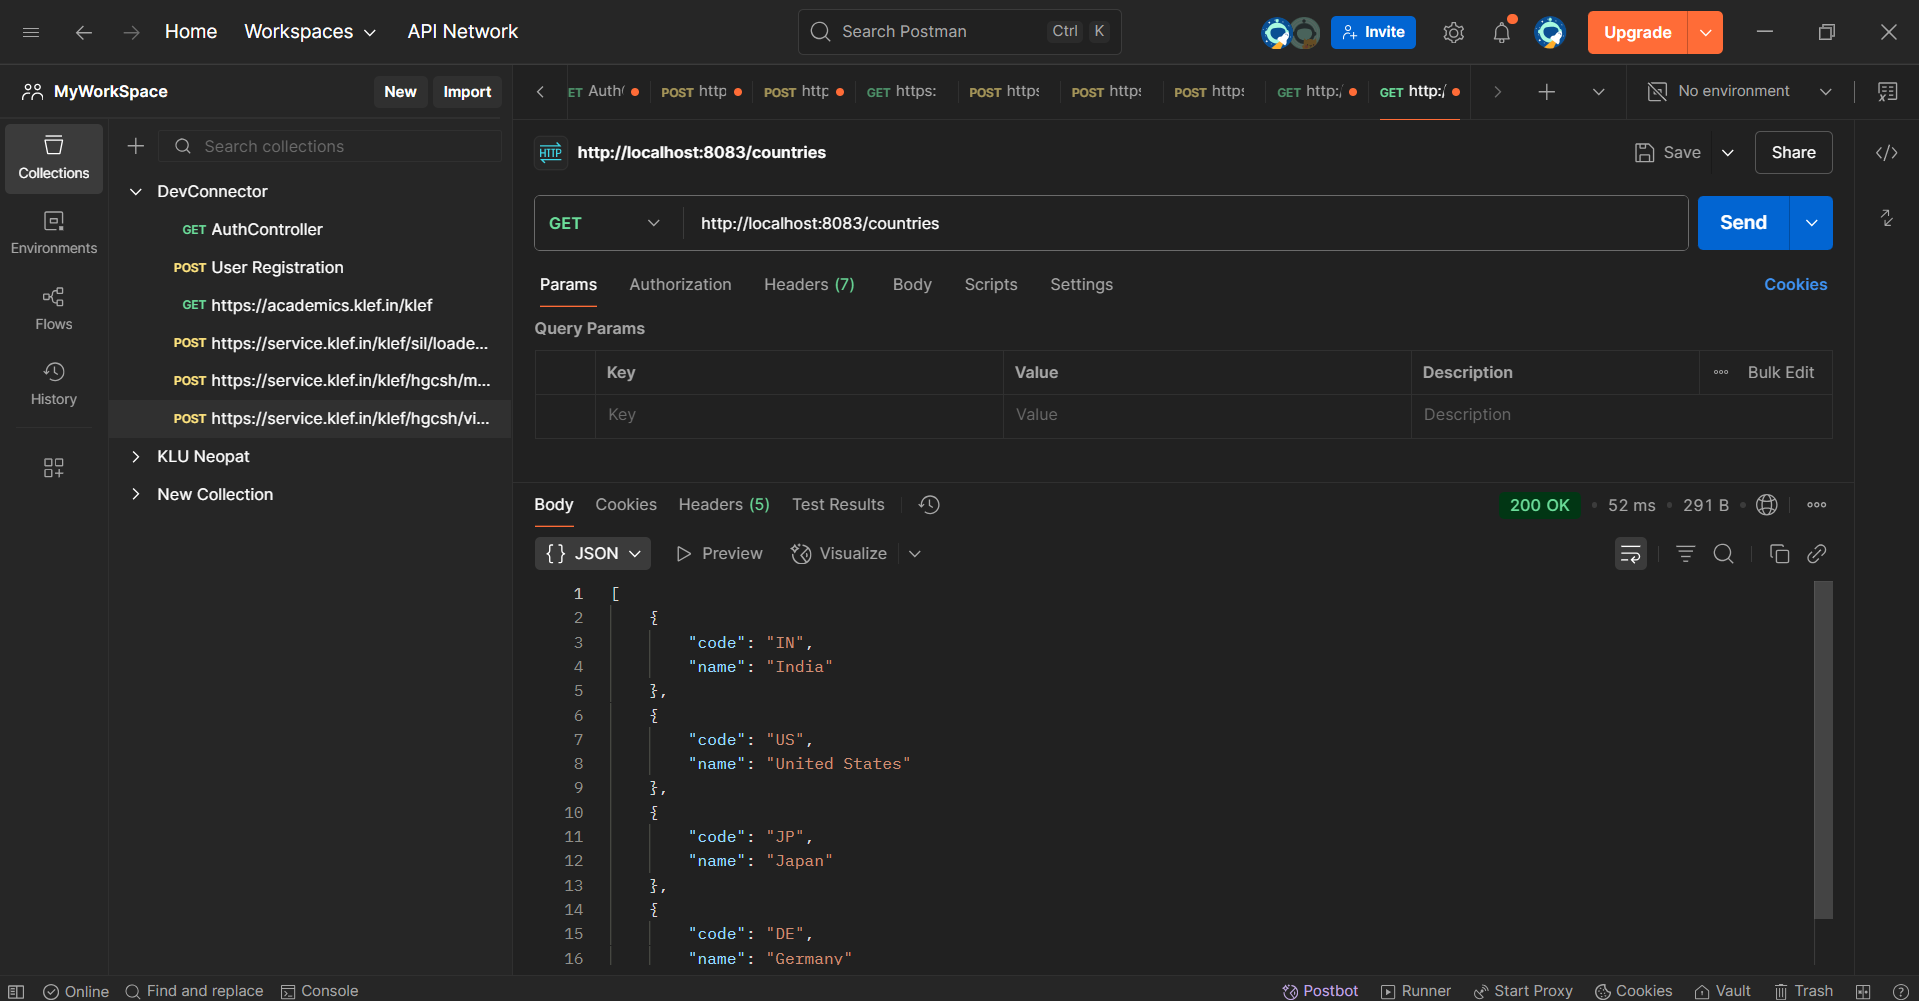 Home Workspaces API Network Search Postman Ctrl K Invite Upgrade
MyWorkSpace New Import
ET Auth POST http POST http GET https: POST https POST https POST https GET http:/ GET http:/ No environment
Search collections
Collections
Environments
Flows
History
DevConnector
GET AuthController
POST User Registration
GET https://academics.klef.in/klef
POST https://service.klef.in/klef/sil/loade...
POST https://service.klef.in/klef/hgcsh/m...
POST https://service.klef.in/klef/hgcsh/vi...
KLU Neopat
New Collection
HTTP http://localhost:8083/countries Save Share
GET http://localhost:8083/countries Send
Params Authorization Headers (7) Body Scripts Settings Cookies
Query Params
Key Value Description Bulk Edit
Key Value Description
Body Cookies Headers (5) Test Results 200 OK 52 ms 291 B
{} JSON Preview Visualize
1 [
2 {
3 "code": "IN",
4 "name": "India"
5 },
6 {
7 "code": "US",
8 "name": "United States"
9 },
10 {
11 "code": "JP",
12 "name": "Japan"
13 },
14 {
15 "code": "DE",
16 "name": "Germany"
Online Find and replace Console Postbot Runner Start Proxy Cookies Vault Trash